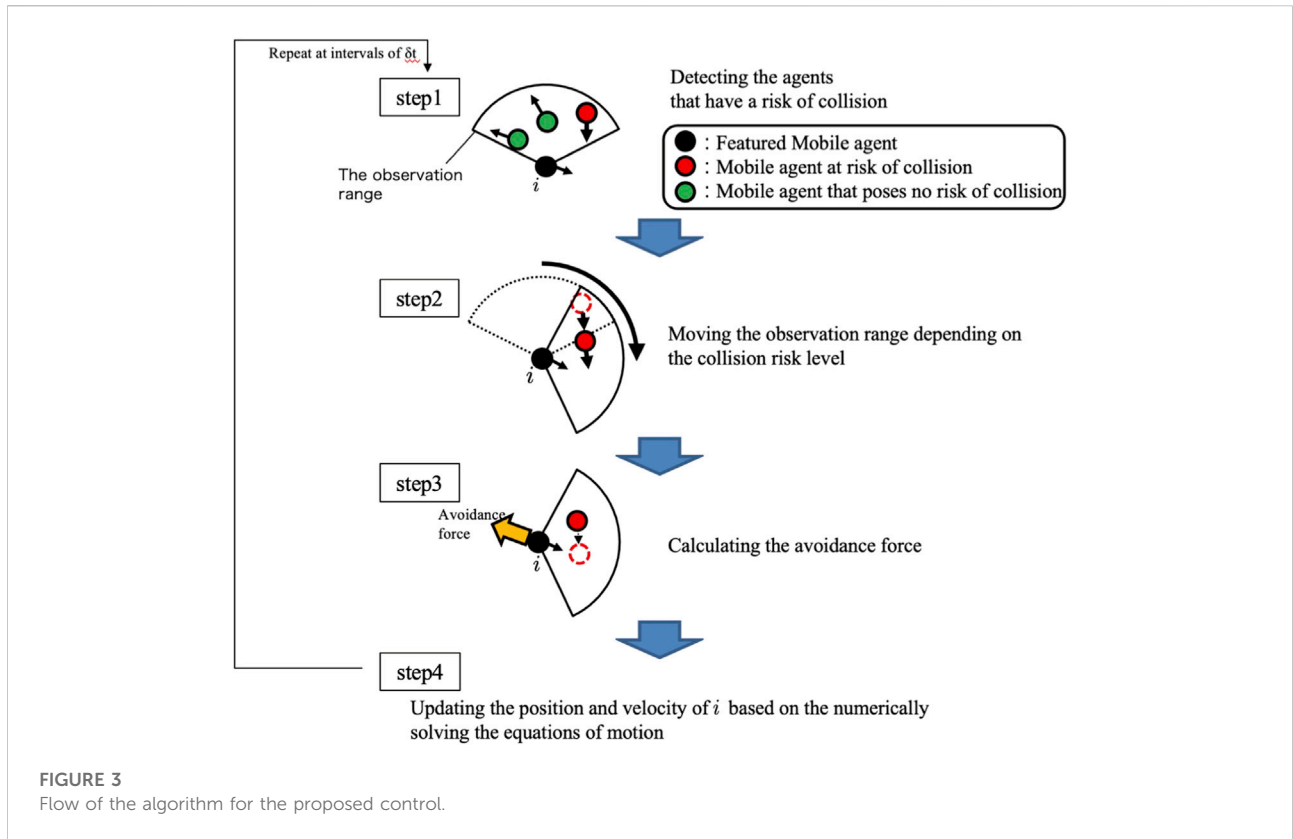 Repeat at intervals of δt
step1
Detecting the agents
that have a risk of collision
The observation
range
i
: Featured Mobile agent
: Mobile agent at risk of collision
: Mobile agent that poses no risk of collision
step2
i
Moving the observation range depending on
the collision risk level
step3
Avoidance
force
i
Calculating the avoidance force
step4
Updating the position and velocity of i based on the numerically
solving the equations of motion
FIGURE 3
Flow of the algorithm for the proposed control.